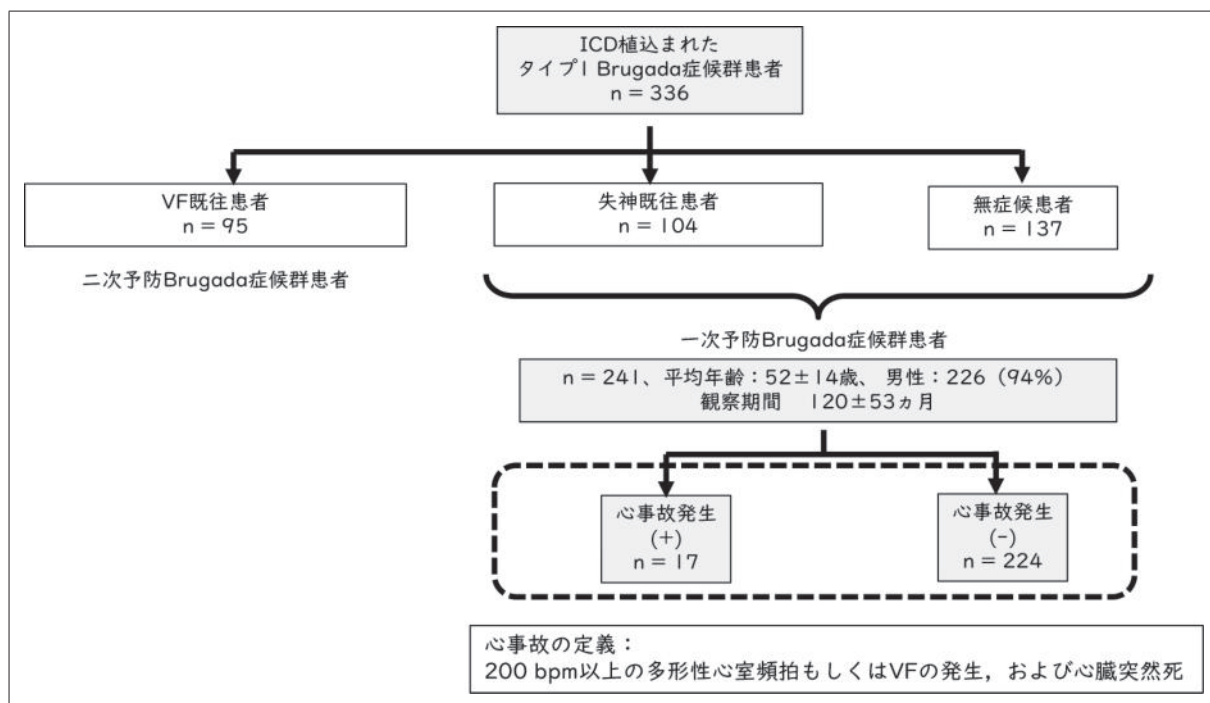 ICD植込まれた
タイプI Brugada症候群患者
n = 336
VF既往患者
n = 95
失神既往患者
n = 104
無症候患者
n = 137
二次予防Brugada症候群患者
一次予防Brugada症候群患者
n = 241、平均年齢：52±14歳、 男性：226（94%）
観察期間　120±53ヵ月
心事故発生
(+)
n = 17
心事故発生
(-)
n = 224
心事故の定義：
200 bpm以上の多形性心室頻拍もしくはVFの発生，および心臓突然死